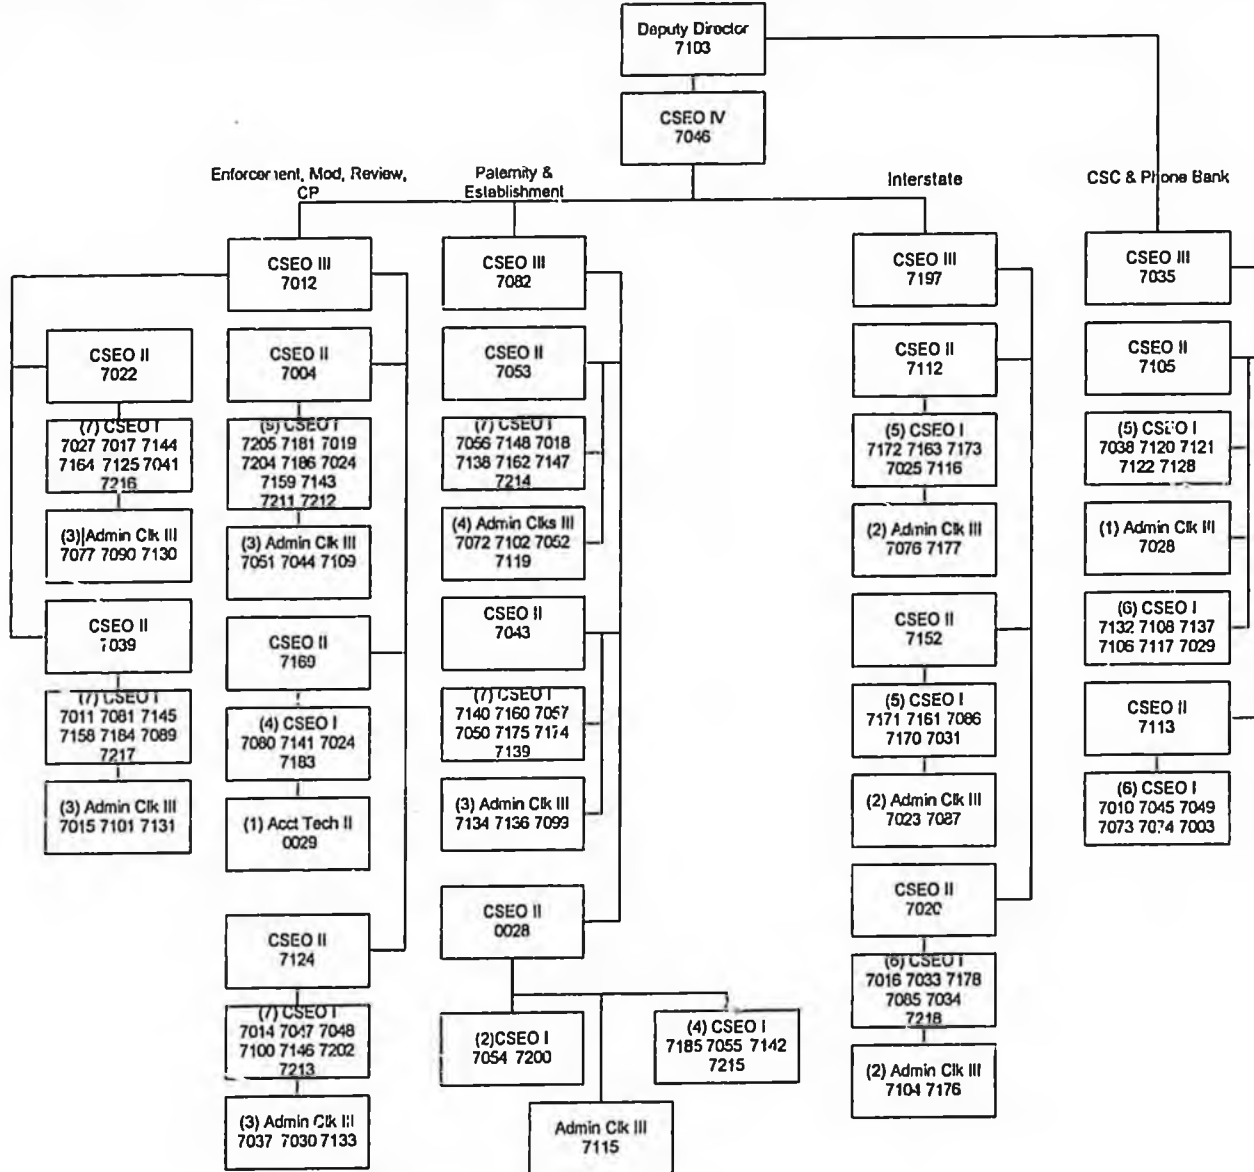 Deputy Director
7103
CSEO IV
7046
Enforcement, Mod, Review,
CP
Paternity &
Establishment
Interstate
CSC & Phone Bank
CSEO III
7012
CSEO III
7082
CSEO III
7197
CSEO III
7035
CSEO II
7022
(7) CSEO I
7027 7017 7144
7164 7125 7041
7216
(3) Admin Clk III
7077 7090 7130
CSEO II
7039
(7) CSEO I
7011 7081 7145
7158 7184 7089
7217
(3) Admin Clk III
7015 7101 7131
CSEO II
7004
CSEO I
7205 7181 7019
7204 7186 7024
7159 7143
7211 7212
(3) Admin Clk III
7051 7044 7109
CSEO II
7169
(4) CSEO I
7080 7141 7024
7183
(1) Acct Tech II
0029
CSEO II
7124
(7) CSEO I
7014 7047 7048
7100 7146 7202
7213
(3) Admin Clk III
7037 7030 7133
CSEO II
7053
(7) CSEO I
7056 7148 7018
7138 7162 7147
7214
(4) Admin Clks III
7072 7102 7052
7119
CSEO II
7043
(7) CSEO I
7140 7160 7057
7050 7175 7174
7139
(3) Admin Clk III
7134 7136 7099
CSEO II
0028
(2)CSEO I
7054 7200
(4) CSEO I
7185 7055 7142
7215
Admin Clk III
7115
CSEO II
7112
(5) CSEO I
7172 7163 7173
7025 7116
(2) Admin Clk III
7076 7177
CSEO II
7152
(5) CSEO I
7171 7161 7086
7170 7031
(2) Admin Clk III
7023 7087
CSEO II
7020
(6) CSEO I
7016 7033 7178
7085 7034
7218
(2) Admin Clk III
7104 7176
CSEO II
7105
(5) CSEO I
7038 7120 7121
7122 7128
(1) Admin Clk III
7028
(6) CSEO I
7132 7108 7137
7106 7117 7029
CSEO II
7113
(6) CSEO I
7010 7045 7049
7073 7074 7003